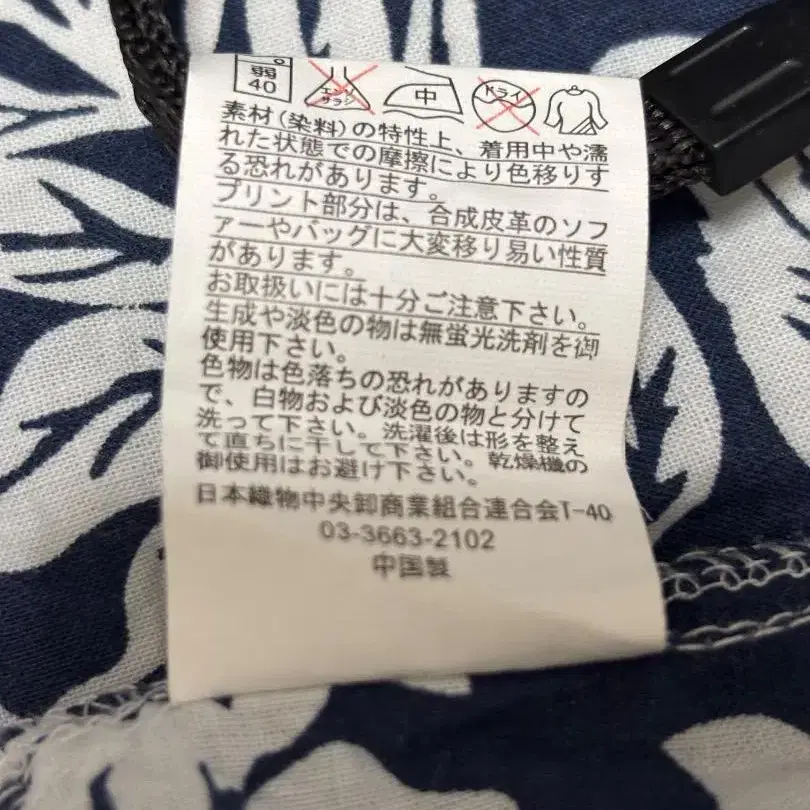 弱 エンソ 中 ドライ
40 サラシ
素材(染料)の特性上、着用中や濡
れた状態での摩擦により色移りす
る恐れがあります。
プリント部分は、合成皮革のソフ
ァーやバッグに大変移り易い性質
があります。
お取扱いには十分ご注意下さい。
生成や淡色の物は無蛍光洗剤を御
使用下さい。
色物は色落ちの恐れがありますの
で、白物および淡色の物と分けて
洗って下さい。洗濯後は形を整え
て直ちに干して下さい。乾燥機の
御使用はお避け下さい。
日本織物中央卸商業組合連合会T-40
03-3663-2102
中国製